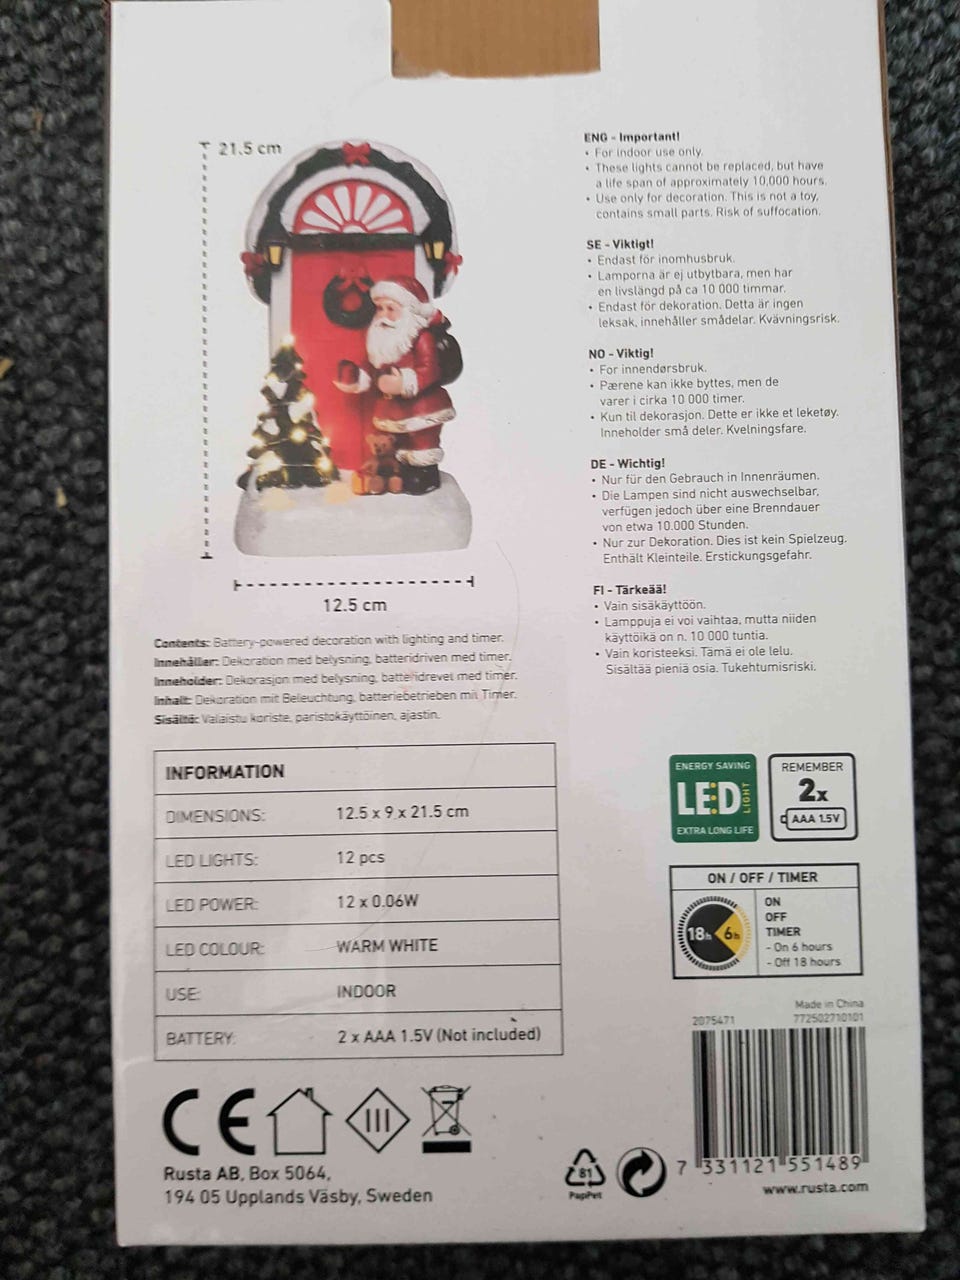 21.5 cm
12.5 cm
Contents: Battery-powered decoration with lighting and timer.
Innehåller: Dekoration med belysning, batteridriven med timer.
Inneholder: Dekorasjon med belysning, batteridrevet med timer.
Inhalt: Dekoration mit Beleuchtung, batteriebetrieben mit Timer.
Sisältö: Valaistu koriste, paristokäyttöinen, ajastin.
ENG - Important!
• For indoor use only.
• These lights cannot be replaced, but have
a life span of approximately 10,000 hours.
• Use only for decoration. This is not a toy,
contains small parts. Risk of suffocation.
SE - Viktigt!
• Endast för inomhusbruk.
• Lamporna är ej utbytbara, men har
en livslängd på ca 10 000 timmar.
• Endast för dekoration. Detta är ingen
leksak, innehåller smådelar. Kvävningsrisk.
NO - Viktig!
• For innendørsbruk.
• Pærene kan ikke byttes, men de
varer i cirka 10 000 timer.
• Kun til dekorasjon. Dette er ikke et leketøy.
Inneholder små deler. Kvelningsfare.
DE - Wichtig!
• Nur für den Gebrauch in Innenräumen.
• Die Lampen sind nicht auswechselbar,
verfügen jedoch über eine Brenndauer
von etwa 10.000 Stunden.
• Nur zur Dekoration. Dies ist kein Spielzeug.
Enthält Kleinteile. Erstickungsgefahr.
FI - Tärkeää!
• Vain sisäkäyttöön.
• Lamppuja ei voi vaihtaa, mutta niiden
käyttöikä on n. 10 000 tuntia.
• Vain koristeeksi. Tämä ei ole lelu.
Sisältää pieniä osia. Tukehtumisriski.
INFORMATION
DIMENSIONS: 12.5 x 9 x 21.5 cm
LED LIGHTS: 12 pcs
LED POWER: 12 x 0.06W
LED COLOUR: WARM WHITE
USE: INDOOR
BATTERY: 2 x AAA 1.5V (Not included)
ENERGY SAVING
LED LIGHT
EXTRA LONG LIFE
REMEMBER
2x
AAA 1.5V
ON / OFF / TIMER
18h 6h
ON
OFF
TIMER
- On 6 hours
- Off 18 hours
Made in China
2075471 772502710101
7 331121 551489
www.rusta.com
CE
III
Rusta AB, Box 5064,
194 05 Upplands Väsby, Sweden
81
PapPet